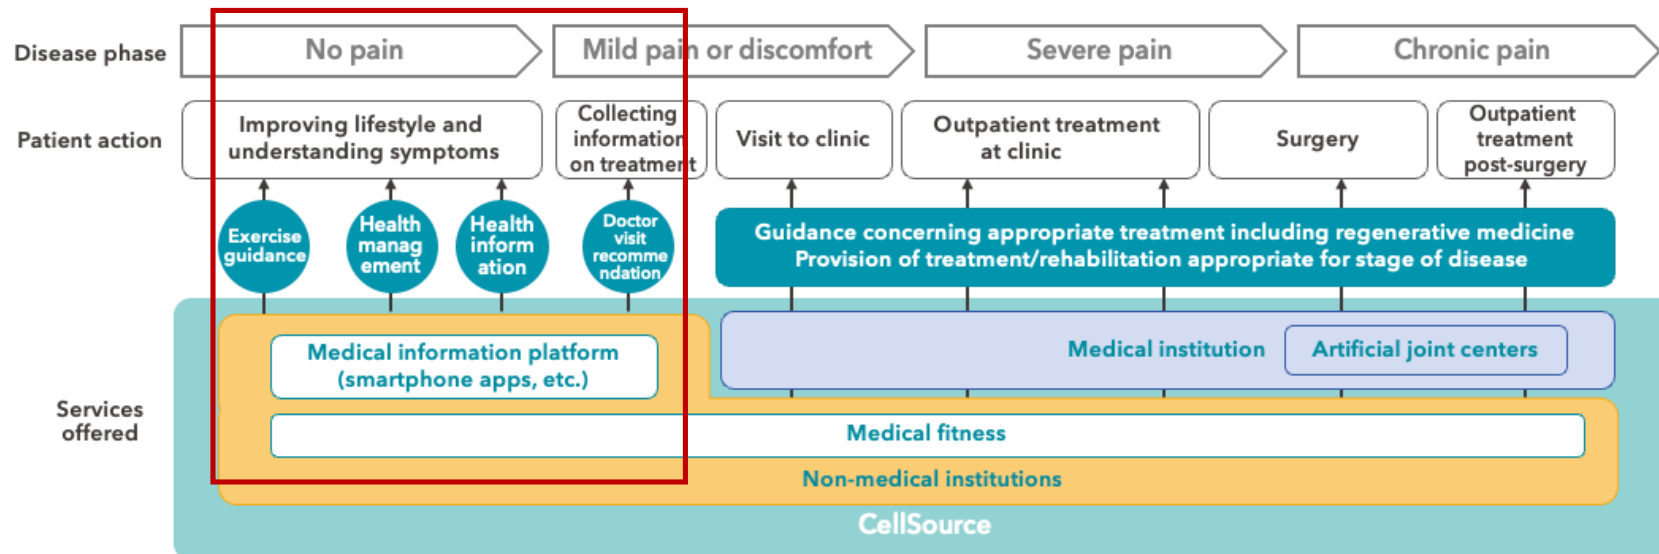 Disease phase
No pain
Mild pain or discomfort
Severe pain
Chronic pain
Patient action
Improving lifestyle and
understanding symptoms
Collecting
information
on treatment
Visit to clinic
Outpatient treatment
at clinic
Surgery
Outpatient
treatment
post-surgery
Exercise
guidance
Health
manag
ement
Health
inform
ation
Doctor
visit
recomme
ndation
Guidance concerning appropriate treatment including regenerative medicine
Provision of treatment/rehabilitation appropriate for stage of disease
Services
offered
Medical information platform
(smartphone apps, etc.)
Medical institution
Artificial joint centers
Medical fitness
Non-medical institutions
CellSource